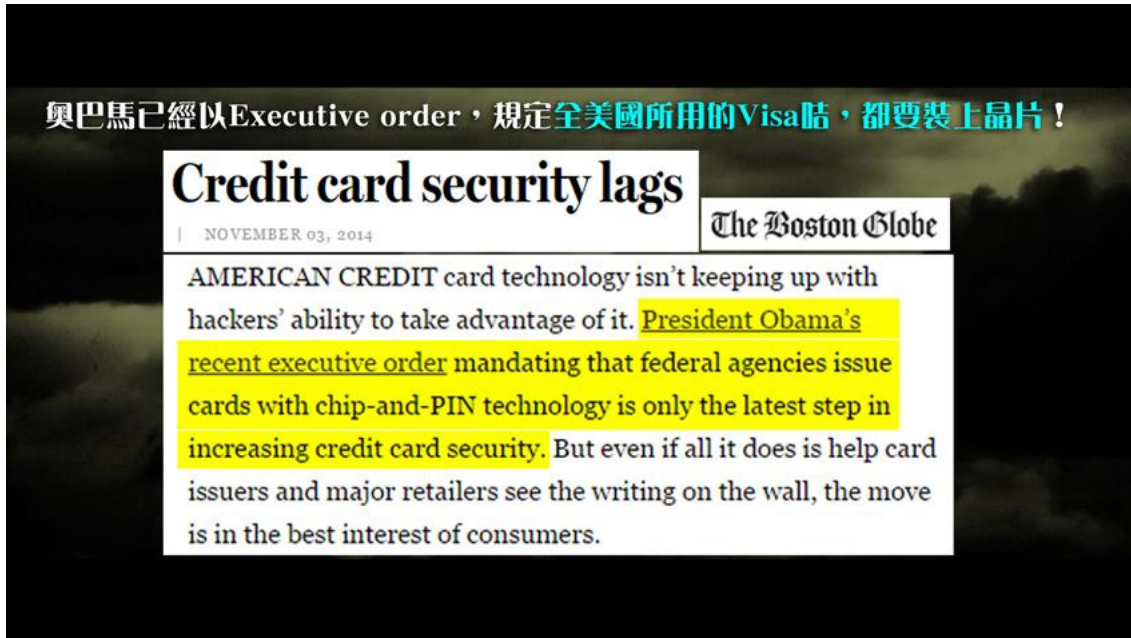 奧巴馬已經以Executive order，規定全美國所用的Visa咭，都要裝上晶片！
Credit card security lags
The Boston Globe
| NOVEMBER 03, 2014
AMERICAN CREDIT card technology isn’t keeping up with
hackers’ ability to take advantage of it. President Obama’s
recent executive order mandating that federal agencies issue
cards with chip-and-PIN technology is only the latest step in
increasing credit card security. But even if all it does is help card
issuers and major retailers see the writing on the wall, the move
is in the best interest of consumers.